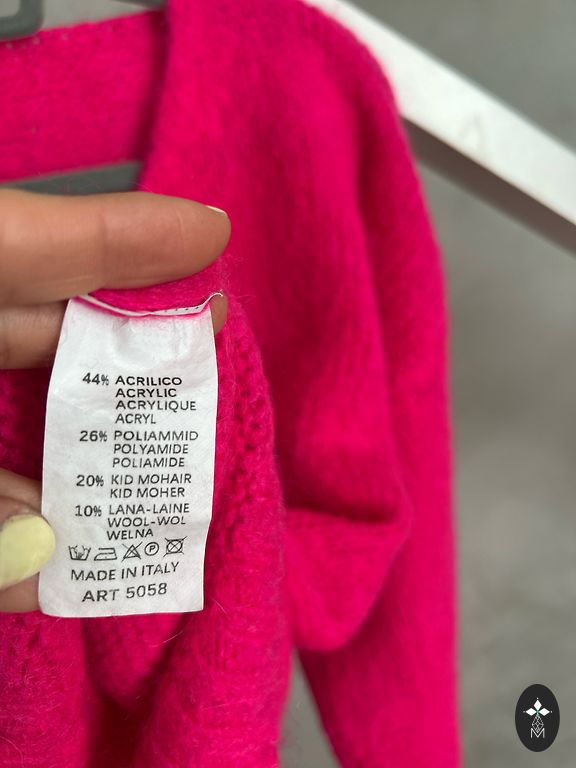 44% ACRILICO
ACRYLIC
ACRYLIQUE
ACRYL
26% POLIAMMID
POLYAMIDE
POLIAMIDE
20% KID MOHAIR
KID MOHER
10% LANA-LAINE
WOOL-WOL
WELNA
P
MADE IN ITALY
ART 5058
M